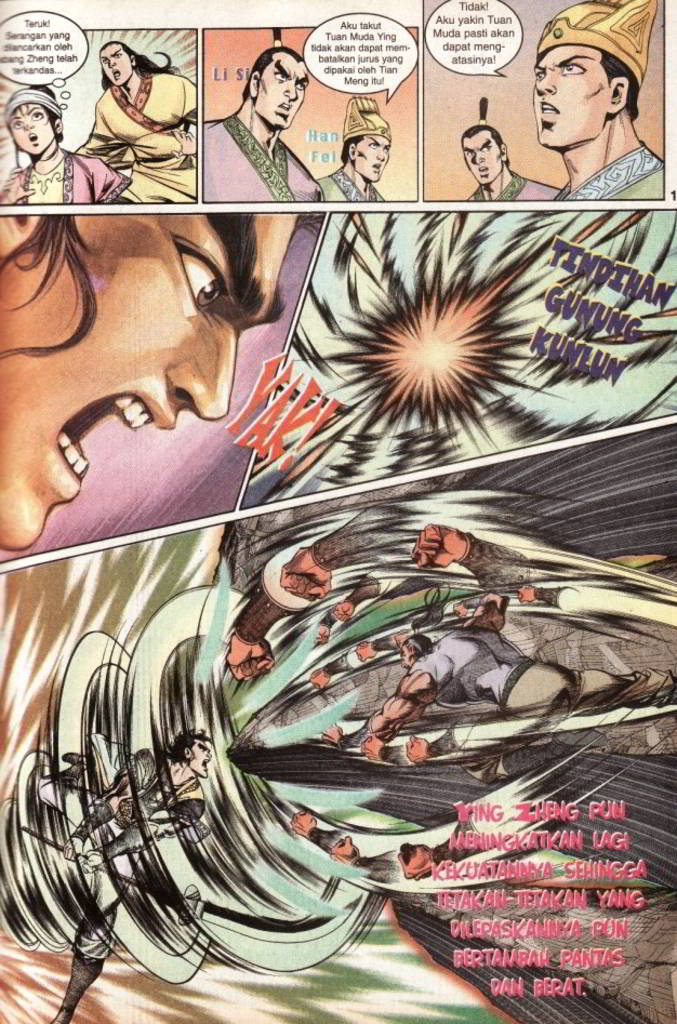 Teruk!
Serangan yang
dilancarkan oleh
abang Zheng telah
terkandas...
Li Si
Aku takut
Tuan Muda Ying
tidak akan dapat mem-
batalkan jurus yang
dipakai oleh Tian
Meng itu!
Han
Fei
Tidak!
Aku yakin Tuan
Muda pasti akan
dapat meng-
atasinya!
1
YAK!
TINDIHAN
GUNUNG
KUNLUN
YING ZHENG PUN
MENINGKATKAN LAGI
KEKUATANNYA SEHINGGA
TETAKAN-TETAKAN YANG
DILEPASKANNYA PUN
BERTAMBAH PANTAS
DAN BERAT.